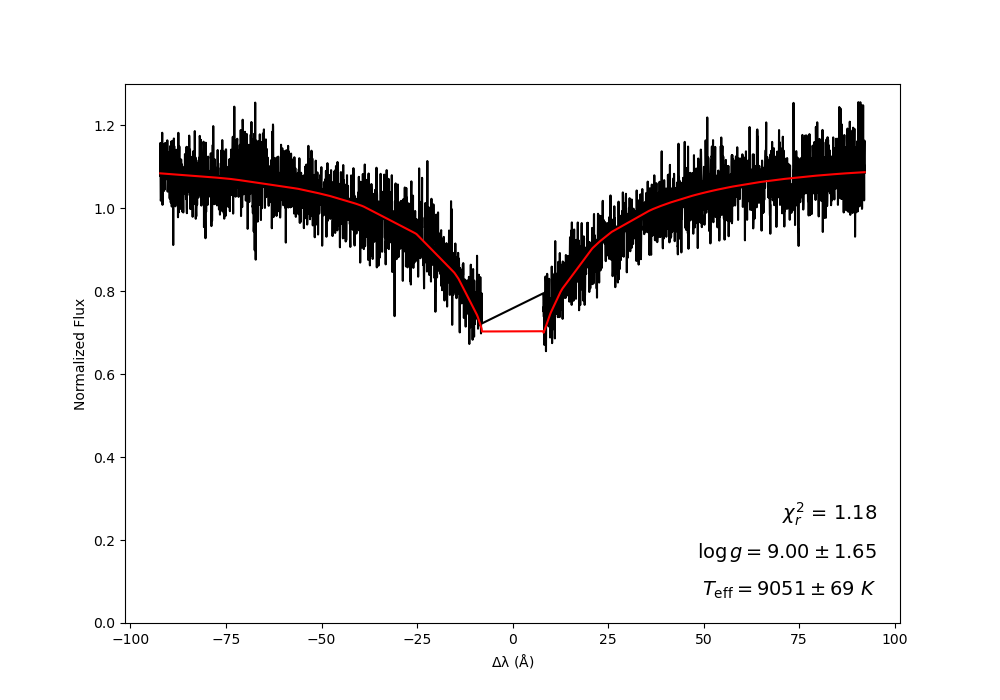 1.2
1.0
0.8
0.6
0.4
0.2
0.0
Normalized Flux
χ²ᵣ = 1.18
log g = 9.00 ± 1.65
T_eff = 9051 ± 69 K
−100 −75 −50 −25 0 25 50 75 100
Δλ (Å)